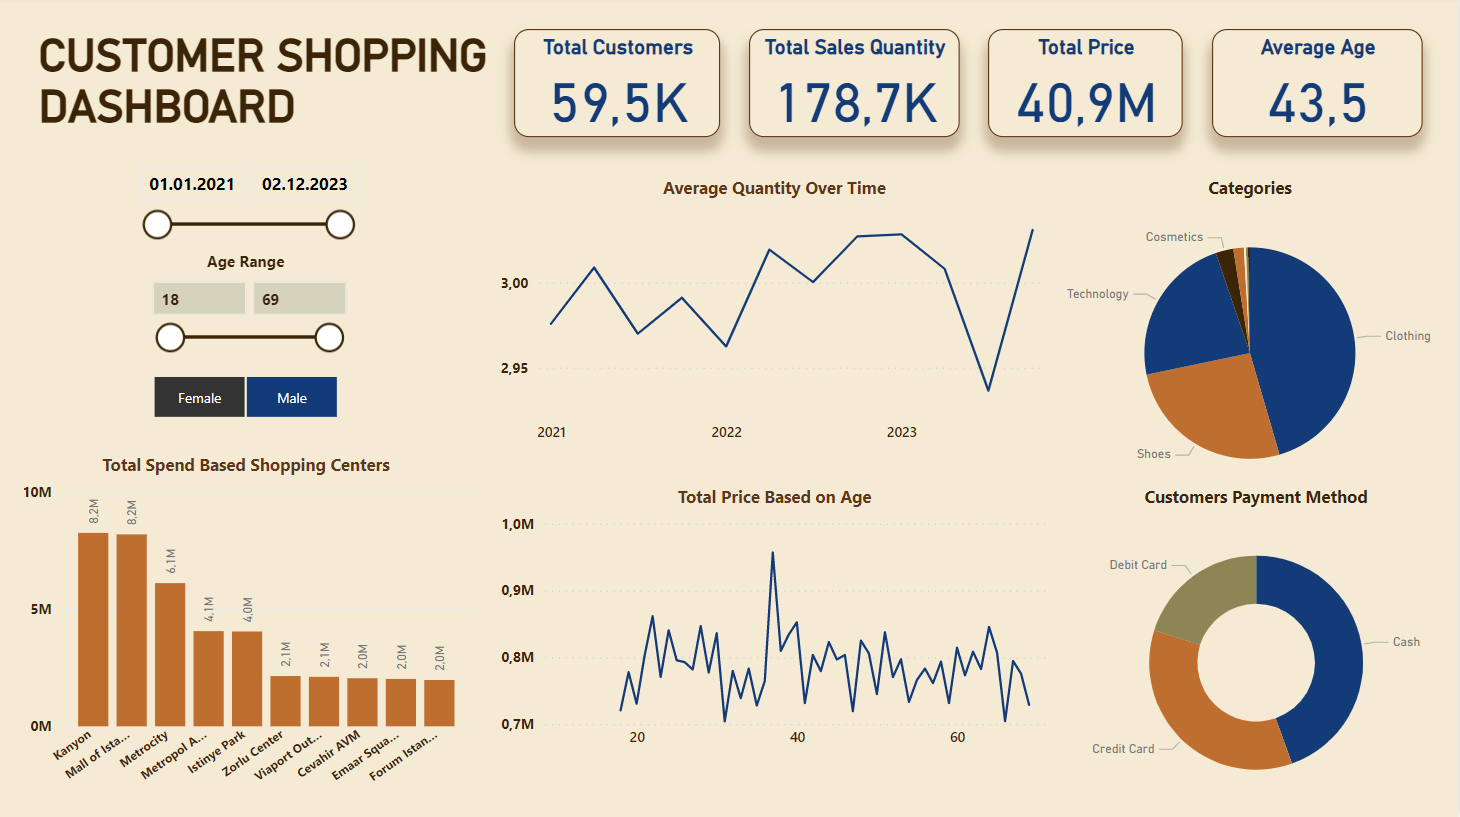 CUSTOMER SHOPPING
DASHBOARD
Total Customers
59,5K
Total Sales Quantity
178,7K
Total Price
40,9M
Average Age
43,5
01.01.2021 02.12.2023
Age Range
18 69
Female Male
Average Quantity Over Time
3,00
2,95
2021 2022 2023
Categories
Cosmetics
Technology
Clothing
Shoes
Total Spend Based Shopping Centers
10M
5M
0M
8,2M 8,2M 6,1M 4,1M 4,0M 2,1M 2,1M 2,0M 2,0M 2,0M
Kanyon
Mall of Ista...
Metrocity
Metropol A...
Istinye Park
Zorlu Center
Viaport Out...
Cevahir AVM
Emaar Squa...
Forum Istan...
Total Price Based on Age
1,0M
0,9M
0,8M
0,7M
20 40 60
Customers Payment Method
Debit Card
Cash
Credit Card